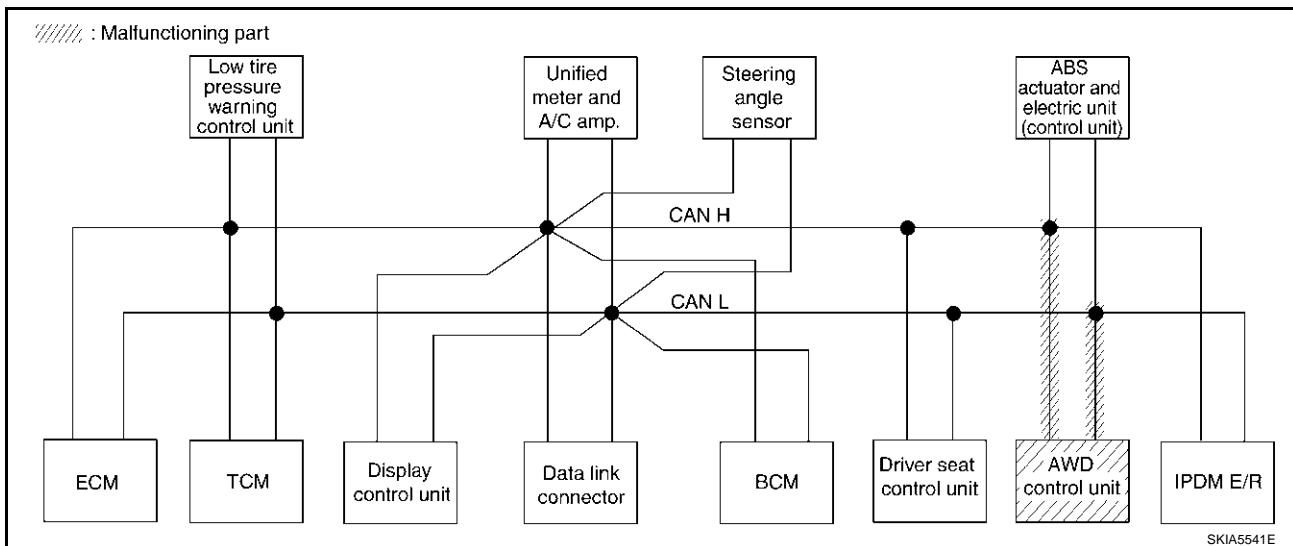 : Malfunctioning part
Low tire
pressure
warning
control unit
Unified
meter and
A/C amp.
Steering
angle
sensor
ABS
actuator and
electric unit
(control unit)
CAN H
CAN L
ECM
TCM
Display
control unit
Data link
connector
BCM
Driver seat
control unit
AWD
control unit
IPDM E/R
SKIA5541E